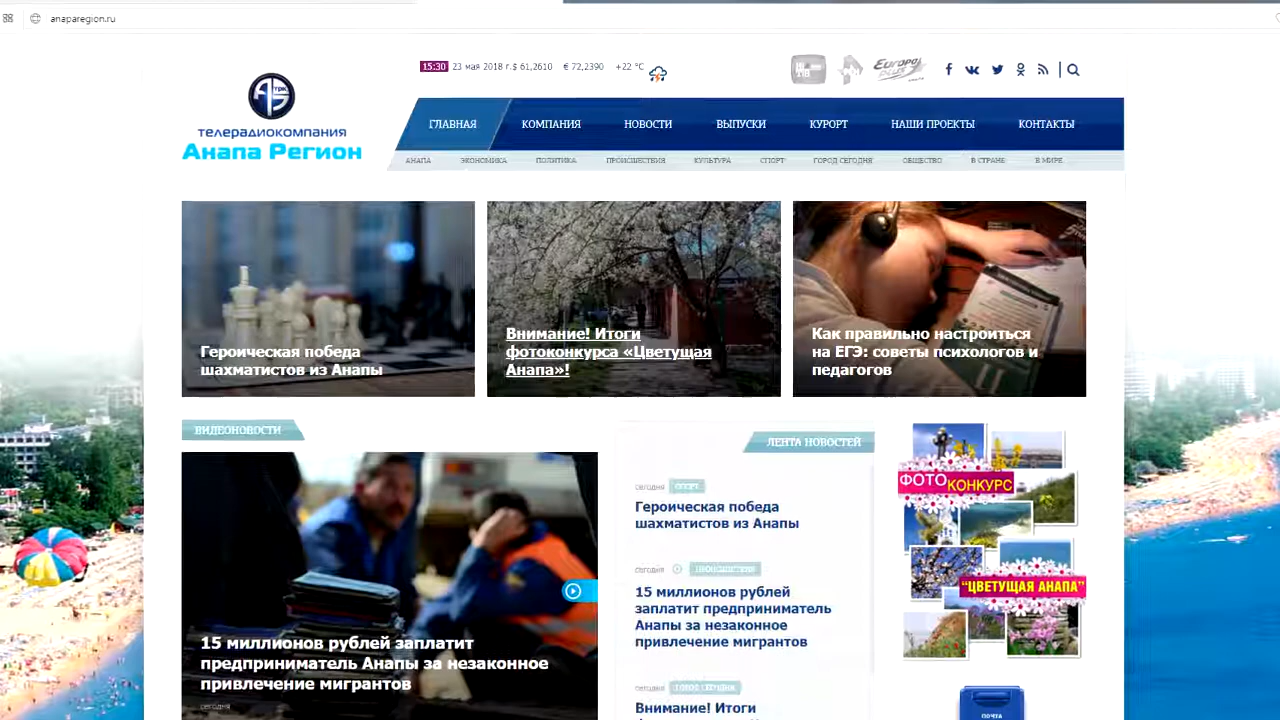 anaparegion.ru
15:30 23 мая 2018 г. $ 61,2610 € 72,2390 +22 °C
ТРК
телерадиокомпания
Анапа Регион
ГЛАВНАЯ КОМПАНИЯ НОВОСТИ ВЫПУСКИ КУРОРТ НАШИ ПРОЕКТЫ КОНТАКТЫ
АНАПА ЭКОНОМИКА ПОЛИТИКА ПРОИСШЕСТВИЯ КУЛЬТУРА СПОРТ ГОРОД СЕГОДНЯ ОБЩЕСТВО В СТРАНЕ В МИРЕ
Героическая победа
шахматистов из Анапы
Внимание! Итоги
фотоконкурса «Цветущая
Анапа»!
Как правильно настроиться
на ЕГЭ: советы психологов и
педагогов
ВИДЕОНОВОСТИ
15 миллионов рублей заплатит
предприниматель Анапы за незаконное
привлечение мигрантов
сегодня
ЛЕНТА НОВОСТЕЙ
сегодня СПОРТ
Героическая победа
шахматистов из Анапы
сегодня ПРОИСШЕСТВИЯ
15 миллионов рублей
заплатит предприниматель
Анапы за незаконное
привлечение мигрантов
сегодня ГОРОД СЕГОДНЯ
Внимание! Итоги
ФОТОКОНКУРС
"ЦВЕТУЩАЯ АНАПА"
ПОЧТА